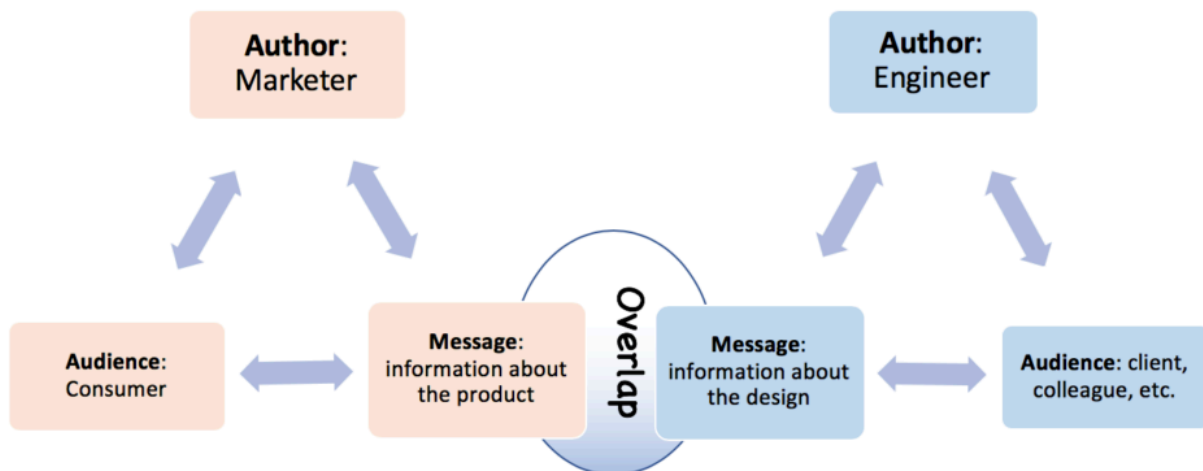 Author:
Marketer
Author:
Engineer
Audience:
Consumer
Message:
information about
the product
Overlap
Message:
information about
the design
Audience: client,
colleague, etc.